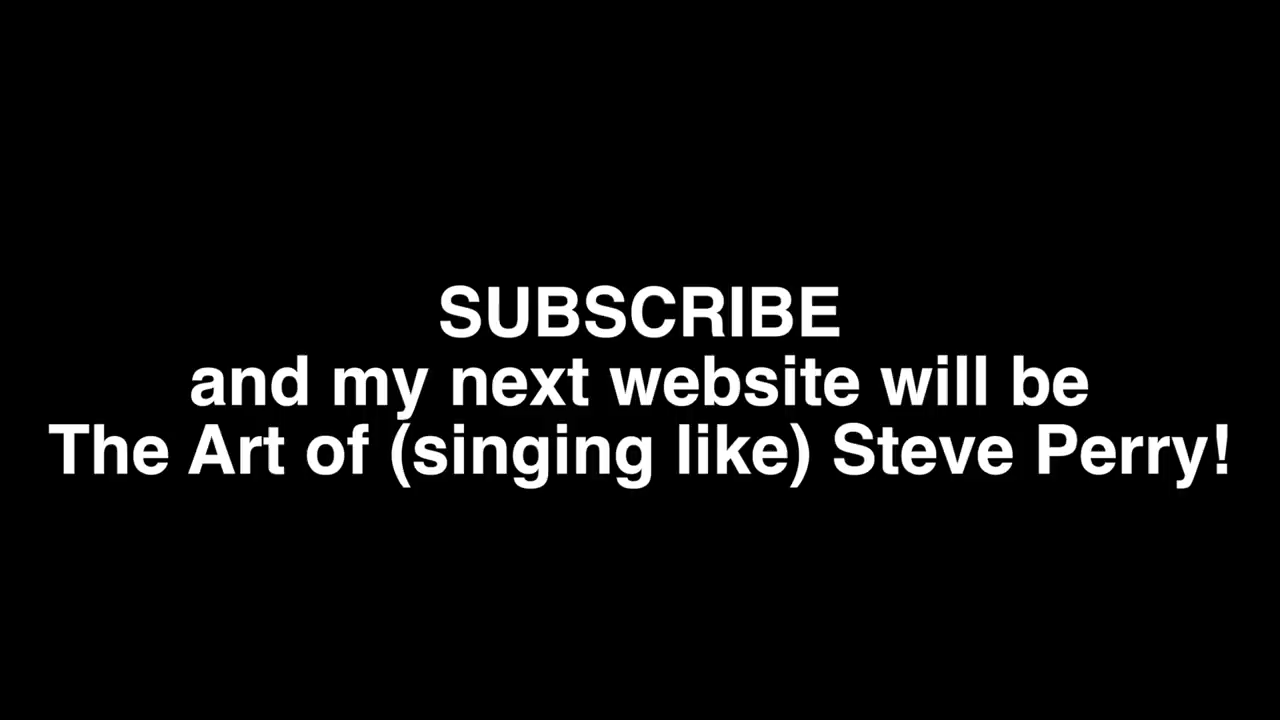 SUBSCRIBE
and my next website will be
The Art of (singing like) Steve Perry!